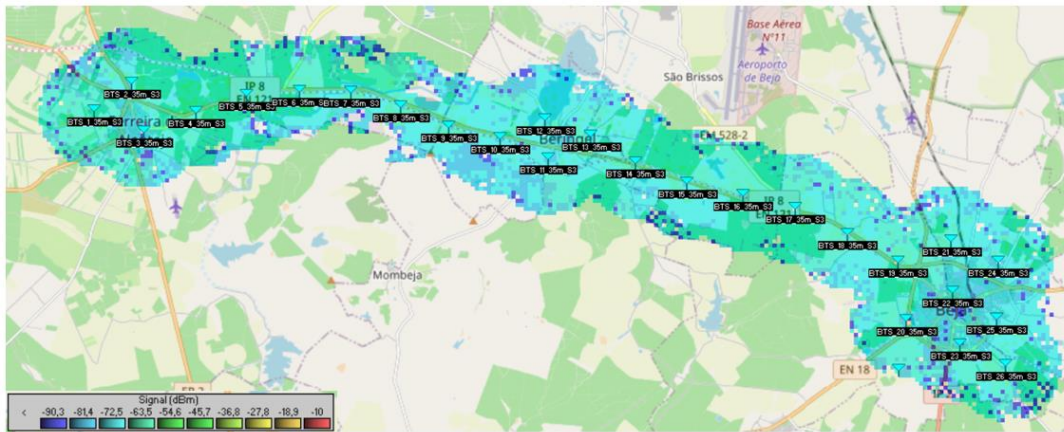 Base Aérea
Nº11
Aeroporto
de Beja
São Brissos
BTS_2_35m_S3
IP 8
BTS_5_35m_S3
BTS_7_35m_S3
BTS_1_35m_S3
BTS_4_35m_S3
BTS_8_35m_S3
BTS_3_35m_S3
BTS_9_35m_S3
BTS_12_35m_S3
EM 528-2
BTS_10_35m_S3
BTS_13_35m_S3
BTS_11_35m_S3
BTS_14_35m_S3
BTS_15_35m_S3
IP 8
BTS_16_35m_S3
BTS_17_35m_S3
BTS_18_35m_S3
BTS_21_35m_S3
Mombeja
BTS_19_35m_S3
BTS_24_35m_S3
BTS_22_35m_S3
BTS_25_35m_S3
BTS_20_35m_S3
BTS_23_35m_S3
EN 18
BTS_26_35m_S3
Signal (dBm)
< -90,3 -81,4 -72,5 -63,5 -54,6 -45,7 -36,8 -27,8 -18,9 -10